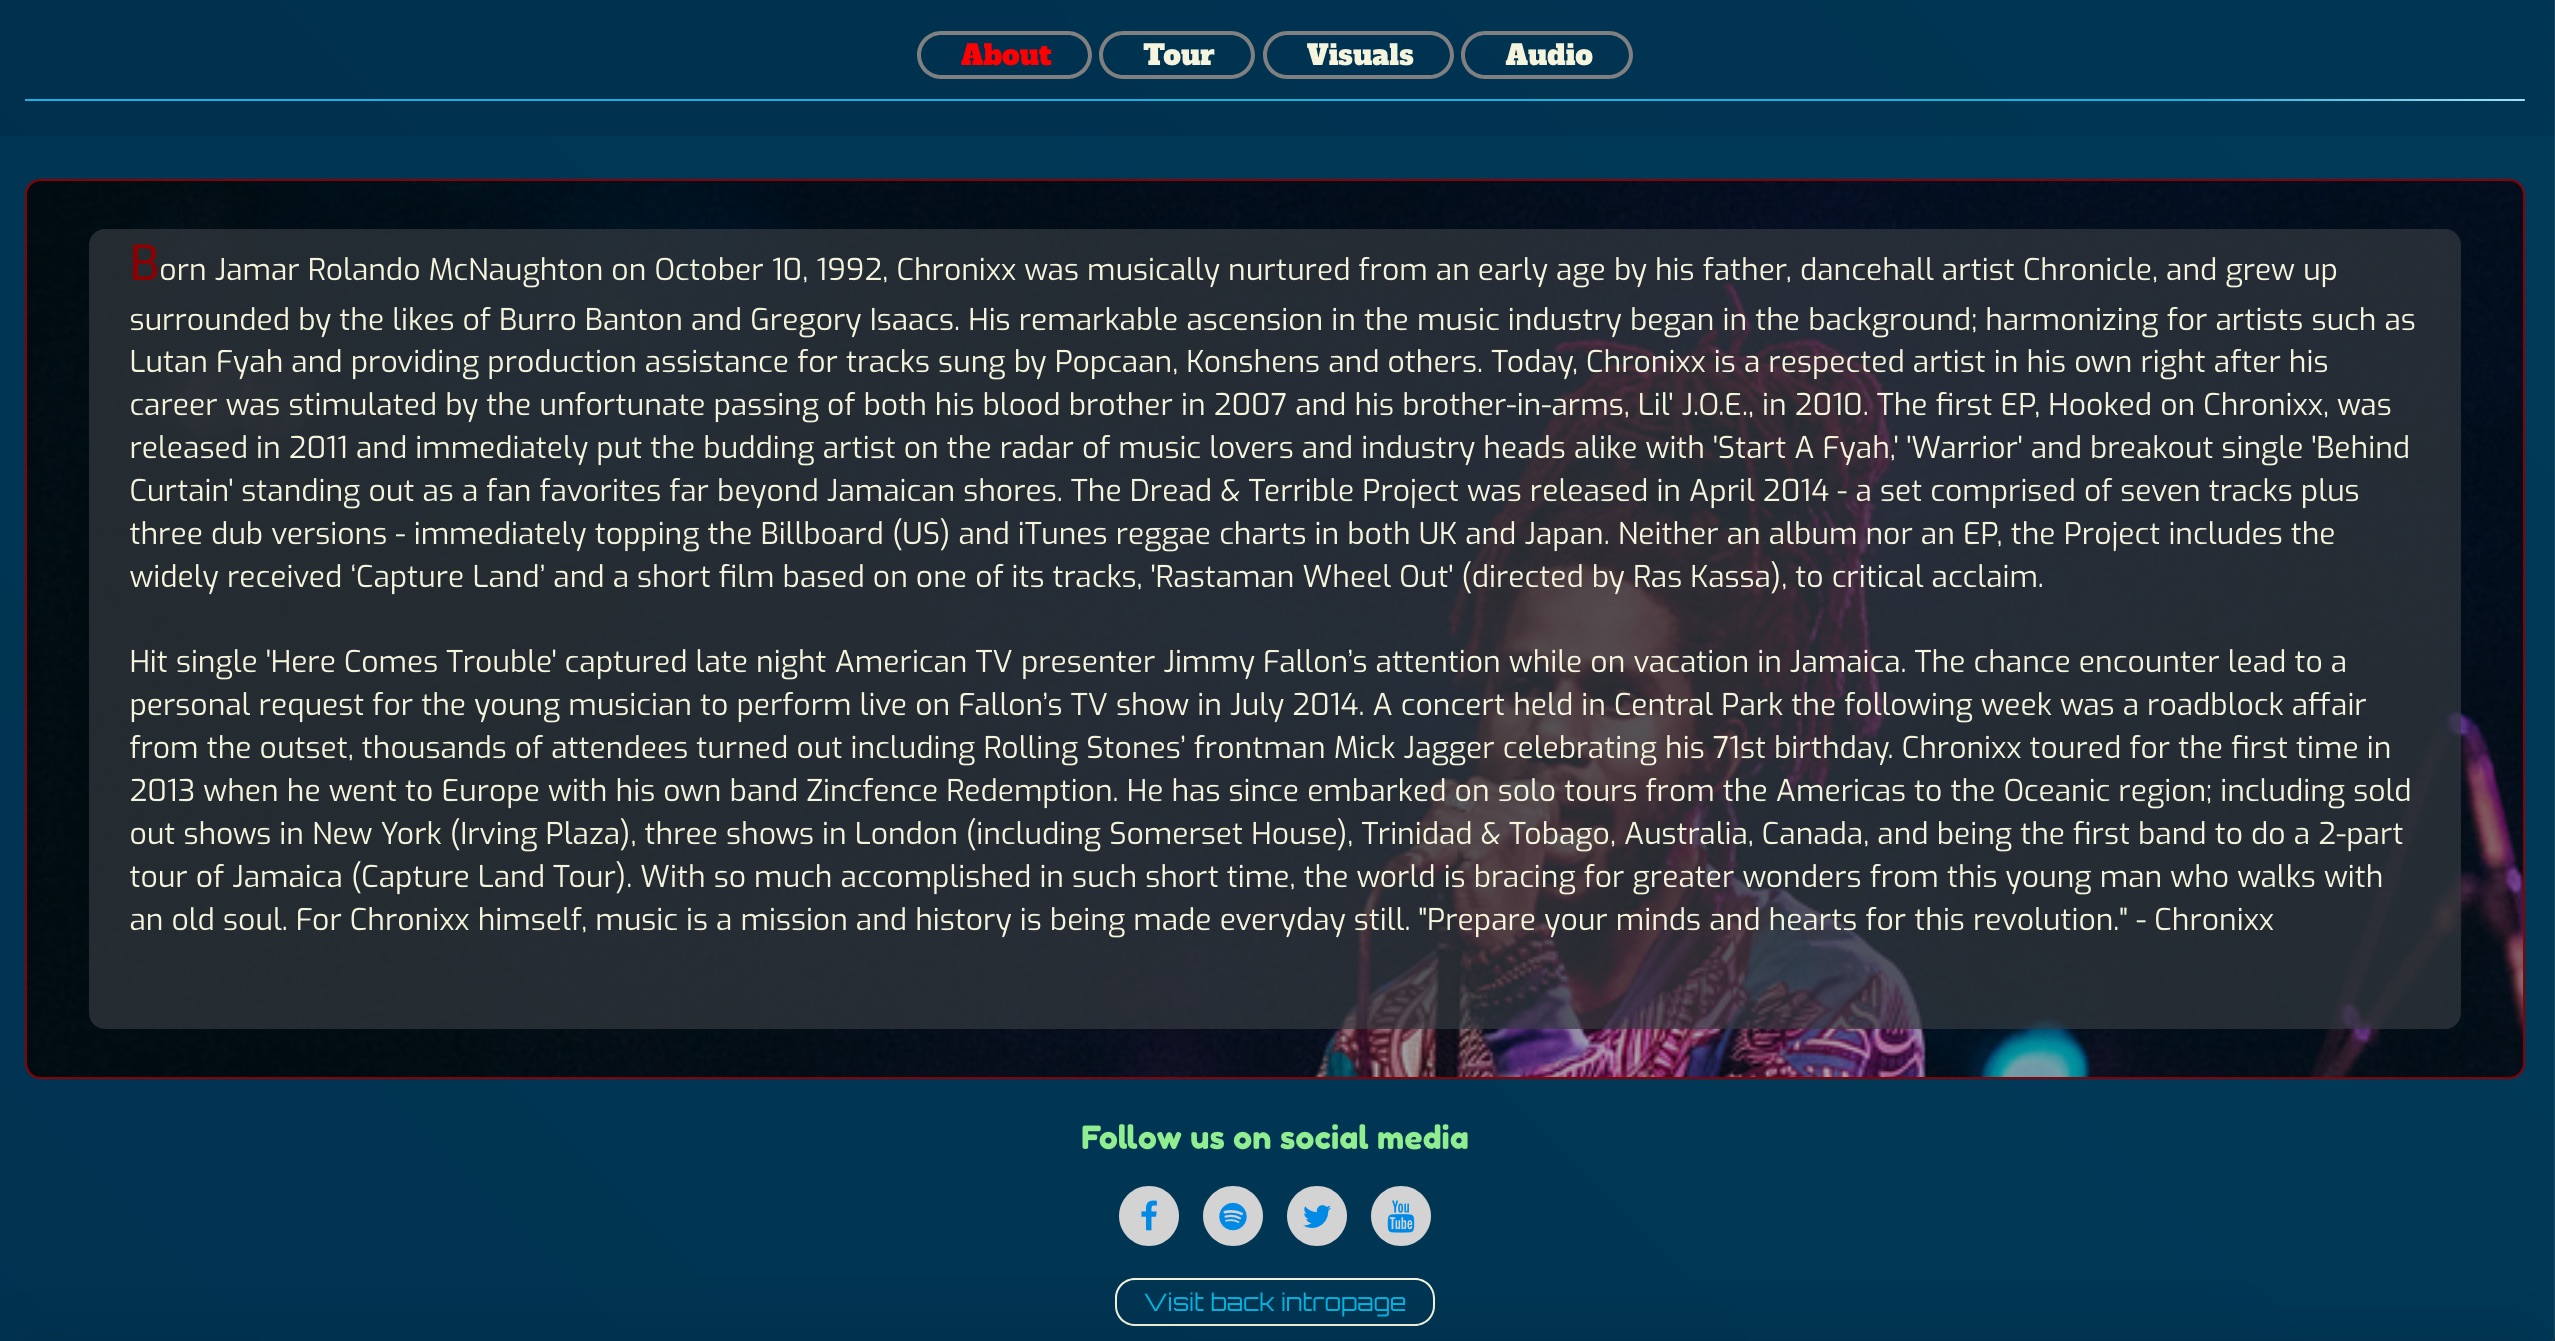 About Tour Visuals Audio
Born Jamar Rolando McNaughton on October 10, 1992, Chronixx was musically nurtured from an early age by his father, dancehall artist Chronicle, and grew up
surrounded by the likes of Burro Banton and Gregory Isaacs. His remarkable ascension in the music industry began in the background; harmonizing for artists such as
Lutan Fyah and providing production assistance for tracks sung by Popcaan, Konshens and others. Today, Chronixx is a respected artist in his own right after his
career was stimulated by the unfortunate passing of both his blood brother in 2007 and his brother-in-arms, Lil' J.O.E., in 2010. The first EP, Hooked on Chronixx, was
released in 2011 and immediately put the budding artist on the radar of music lovers and industry heads alike with 'Start A Fyah,' 'Warrior' and breakout single 'Behind
Curtain' standing out as a fan favorites far beyond Jamaican shores. The Dread & Terrible Project was released in April 2014 - a set comprised of seven tracks plus
three dub versions - immediately topping the Billboard (US) and iTunes reggae charts in both UK and Japan. Neither an album nor an EP, the Project includes the
widely received ‘Capture Land’ and a short film based on one of its tracks, 'Rastaman Wheel Out' (directed by Ras Kassa), to critical acclaim.
Hit single 'Here Comes Trouble' captured late night American TV presenter Jimmy Fallon’s attention while on vacation in Jamaica. The chance encounter lead to a
personal request for the young musician to perform live on Fallon’s TV show in July 2014. A concert held in Central Park the following week was a roadblock affair
from the outset, thousands of attendees turned out including Rolling Stones’ frontman Mick Jagger celebrating his 71st birthday. Chronixx toured for the first time in
2013 when he went to Europe with his own band Zincfence Redemption. He has since embarked on solo tours from the Americas to the Oceanic region; including sold
out shows in New York (Irving Plaza), three shows in London (including Somerset House), Trinidad & Tobago, Australia, Canada, and being the first band to do a 2-part
tour of Jamaica (Capture Land Tour). With so much accomplished in such short time, the world is bracing for greater wonders from this young man who walks with
an old soul. For Chronixx himself, music is a mission and history is being made everyday still. "Prepare your minds and hearts for this revolution." - Chronixx
Follow us on social media
You
Tube
Visit back intropage